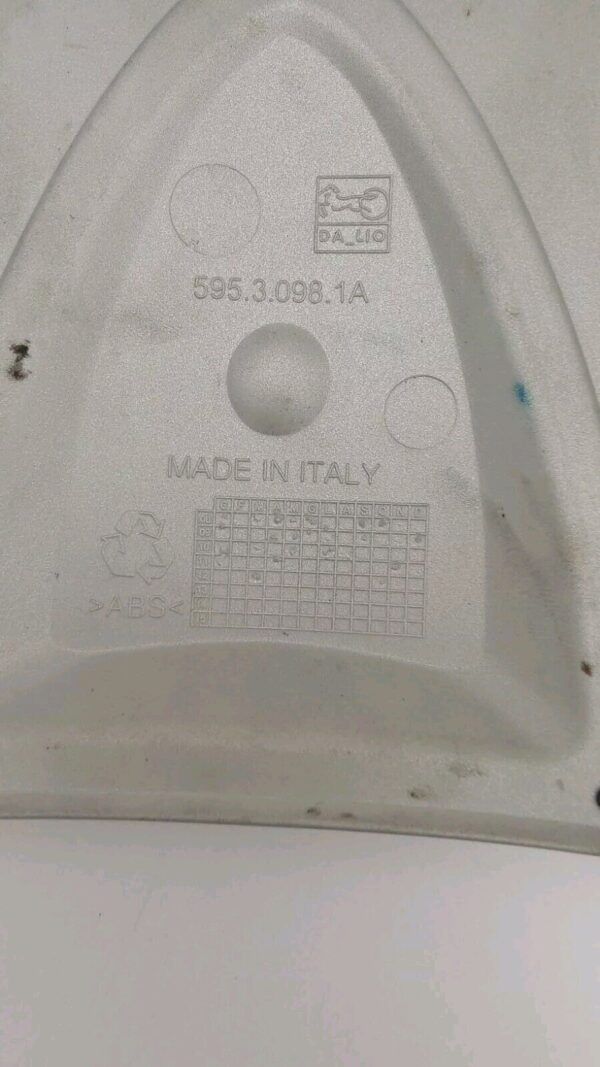 DA_LIO
595.3.098.1A
MADE IN ITALY
G F M A M G L A S O N D
>ABS<